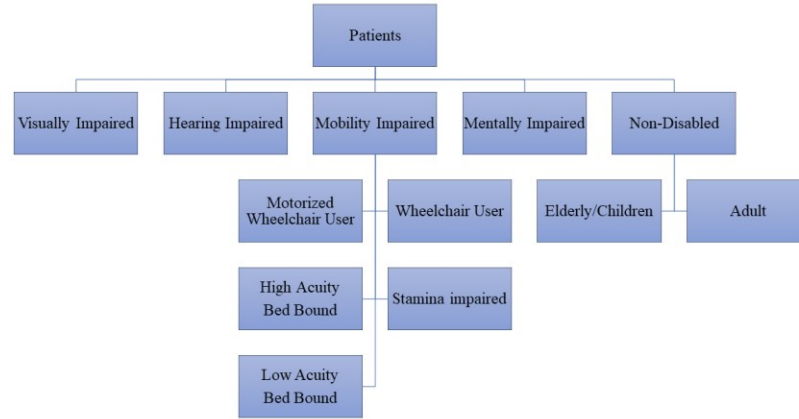 Patients
Visually Impaired
Hearing Impaired
Mobility Impaired
Mentally Impaired
Non-Disabled
Motorized
Wheelchair User
Wheelchair User
Elderly/Children
Adult
High Acuity
Bed Bound
Stamina impaired
Low Acuity
Bed Bound